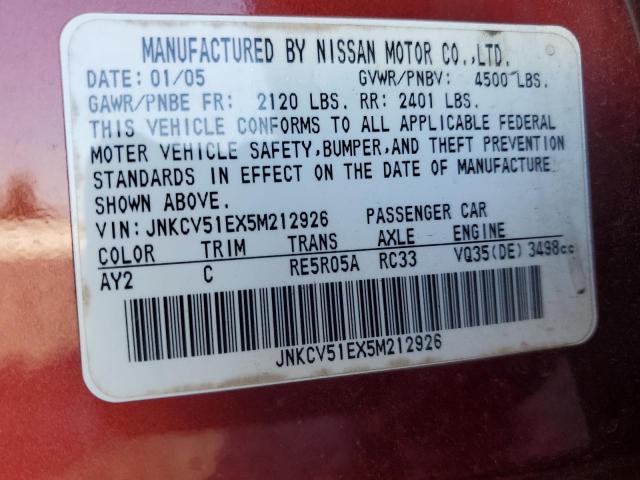 MANUFACTURED BY NISSAN MOTOR CO.,LTD.
DATE: 01/05 GVWR/PNBV: 4500 LBS.
GAWR/PNBE FR: 2120 LBS. RR: 2401 LBS.
THIS VEHICLE CONFORMS TO ALL APPLICABLE FEDERAL
MOTER VEHICLE SAFETY,BUMPER,AND THEFT PREVENTION
STANDARDS IN EFFECT ON THE DATE OF MANUFACTURE
SHOWN ABOVE.
VIN: JNKCV51EX5M212926 PASSENGER CAR
COLOR TRIM TRANS AXLE ENGINE
AY2 C RE5R05A RC33 VQ35(DE) 3498cc
JNKCV51EX5M212926